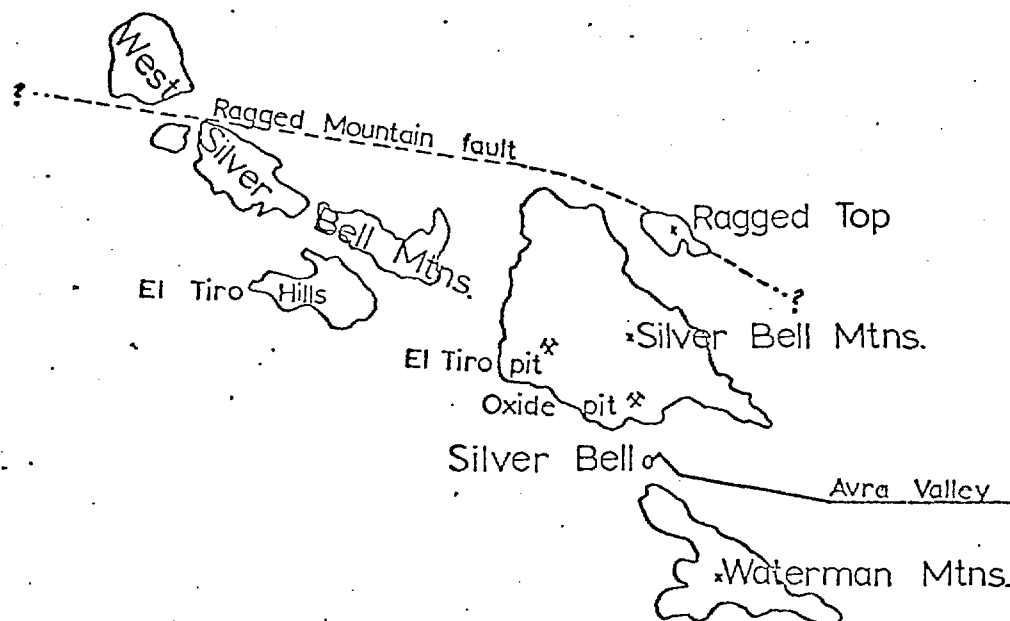 West
? Ragged Mountain fault
Silver
Ragged Top
Bell Mtns.
El Tiro Hills
?
Silver Bell Mtns.
El Tiro pit
Oxide pit
Silver Bell
Avra Valley
Waterman Mtns.